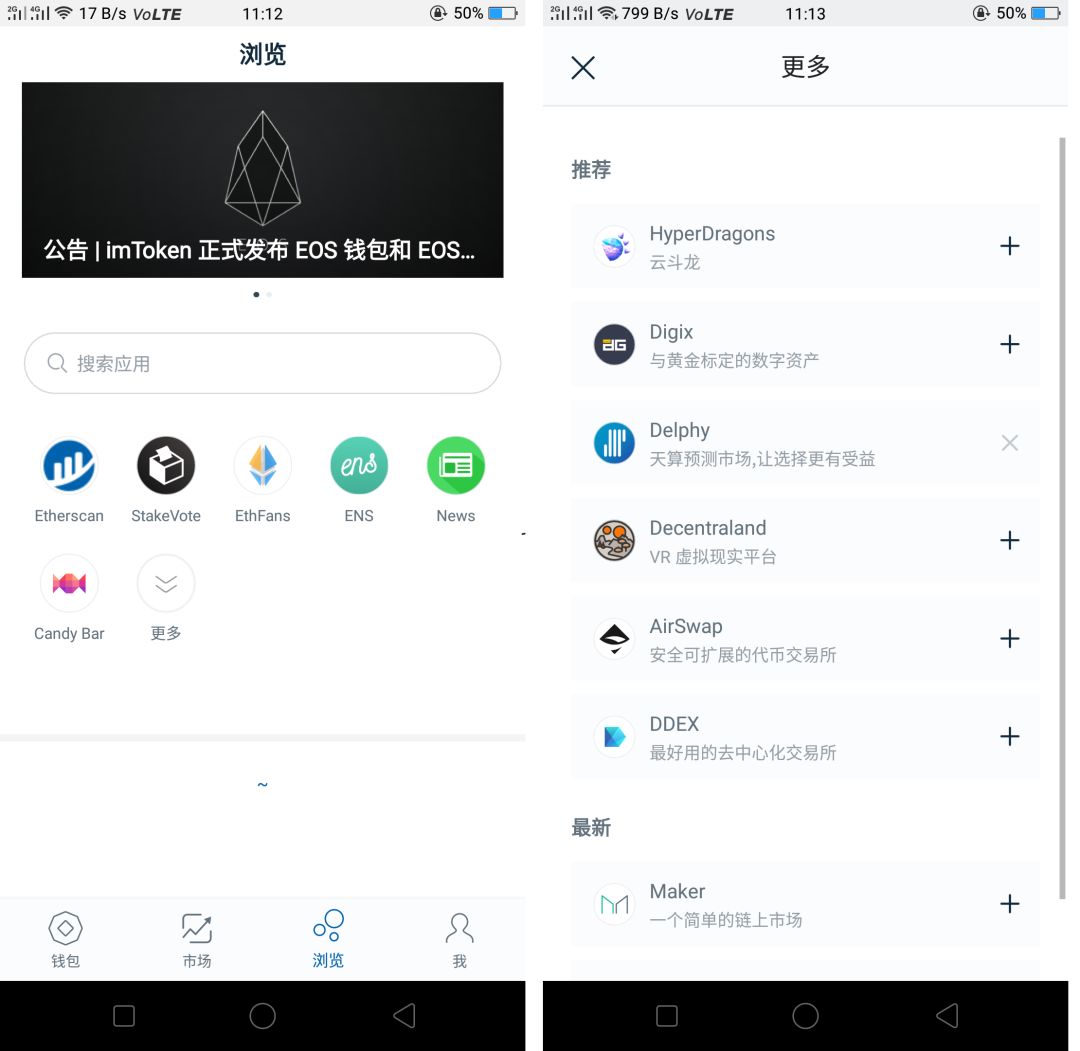 2G 4G 17 B/s VoLTE 11:12 50%
浏览
公告 | imToken 正式发布 EOS 钱包和 EOS...
搜索应用
Etherscan StakeVote EthFans ENS News
ens
Candy Bar 更多
~
钱包 市场 浏览 我
2G 4G 799 B/s VoLTE 11:13 50%
更多
推荐
HyperDragons
云斗龙
DG
Digix
与黄金标定的数字资产
Delphy
天算预测市场,让选择更有受益
Decentraland
VR 虚拟现实平台
AirSwap
安全可扩展的代币交易所
DDEX
最好用的去中心化交易所
最新
Maker
一个简单的链上市场